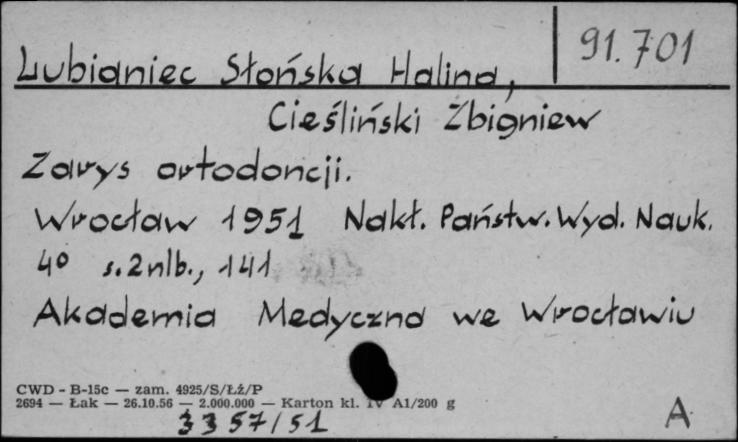 91.701
Lubianiec Słońska Halina,
Cieśliński Zbigniew
Zarys ortodoncji.
Wrocław 1951 Nakł. Państw. Wyd. Nauk.
4° s. 2nlb., 141
Akademia Medyczna we Wrocławiu
CWD - B-15c — zam. 4925/S/Łź/P
2694 — Łak — 26.10.56 — 2.000.000 — Karton kl. IV A1/200 g
3357/51
A